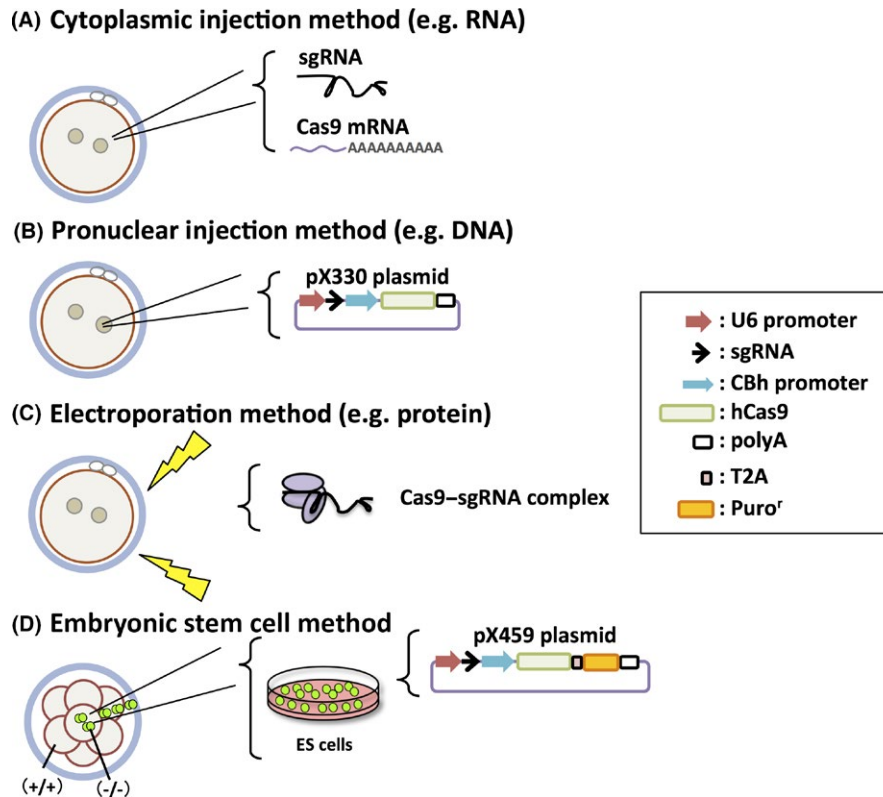 (A) Cytoplasmic injection method (e.g. RNA)
sgRNA
Cas9 mRNA
AAAAAAAAAA
(B) Pronuclear injection method (e.g. DNA)
pX330 plasmid
: U6 promoter
: sgRNA
: CBh promoter
: hCas9
: polyA
: T2A
: Puroʳ
(C) Electroporation method (e.g. protein)
Cas9–sgRNA complex
(D) Embryonic stem cell method
pX459 plasmid
ES cells
(+/+) (-/-)